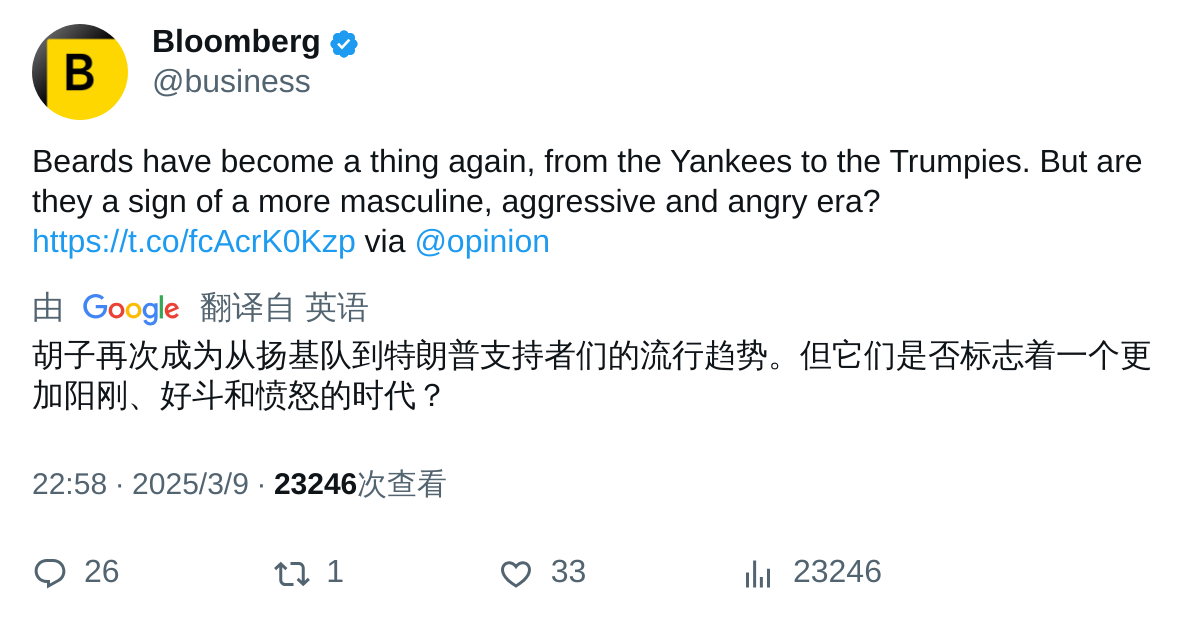 B
Bloomberg
@business
Beards have become a thing again, from the Yankees to the Trumpies. But are
they a sign of a more masculine, aggressive and angry era?
https://t.co/fcAcrK0Kzp via @opinion
由 Google 翻译自 英语
胡子再次成为从扬基队到特朗普支持者们的流行趋势。但它们是否标志着一个更
加阳刚、好斗和愤怒的时代？
22:58 · 2025/3/9 · 23246次查看
26 1 33 23246